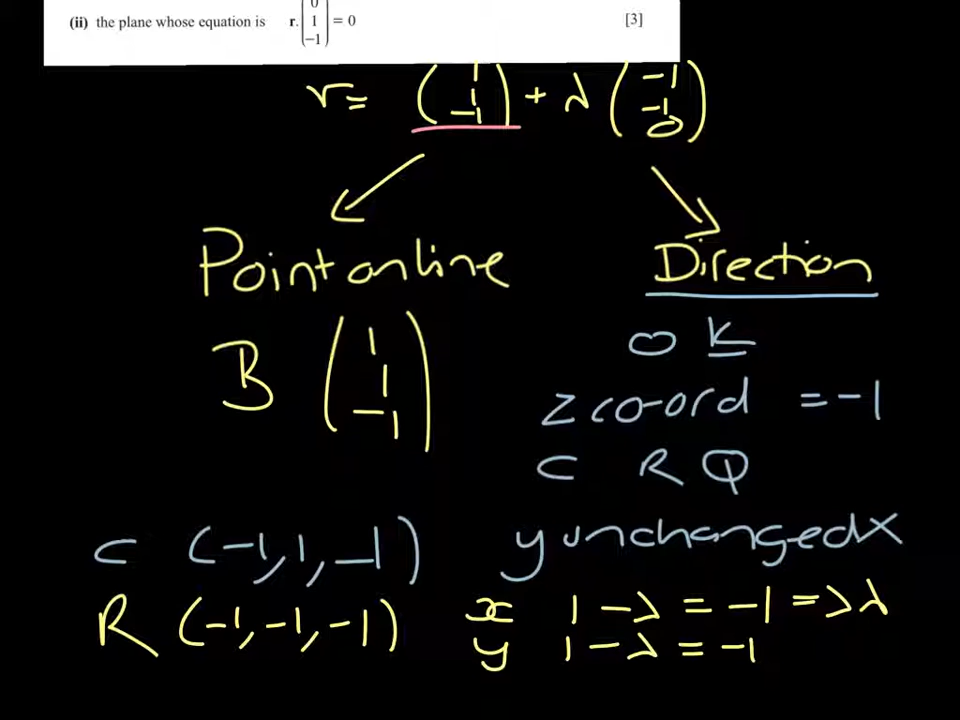 (ii) the plane whose equation is r. (0 1 −1) = 0 [3]
r = (1 1 −1) + λ (−1 −1 0)
Point on line
Direction
B (1 1 −1)
0 k
z co-ord = −1
C R Q
C (−1, 1, −1)
y unchanged X
R (−1, −1, −1)
x 1 − λ = −1 => λ
y 1 − λ = −1